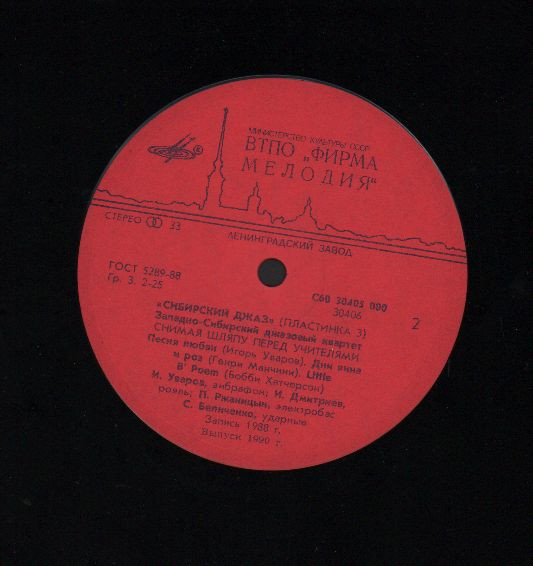 МИНИСТЕРСТВО КУЛЬТУРЫ СССР
ВТПО „ФИРМА
МЕЛОДИЯ“
®
СТЕРЕО 33
ЛЕНИНГРАДСКИЙ ЗАВОД
ГОСТ 5289-88
Гр. 3. 2-25
С60 30405 000
30406
2
«СИБИРСКИЙ ДЖАЗ» (ПЛАСТИНКА 3)
Западно-Сибирский джазовый квартет
СНИМАЯ ШЛЯПУ ПЕРЕД УЧИТЕЛЯМИ
Песня любви (Игорь Уваров). Дни вина
и роз (Генри Манчини). Little
B' Poem (Бобби Хатчерсон)
И. Уваров, вибрафон; И. Дмитриев,
рояль; П. Ржаницын, электробас
С. Беличенко, ударные
Запись 1988 г.
Выпуск 1990 г.